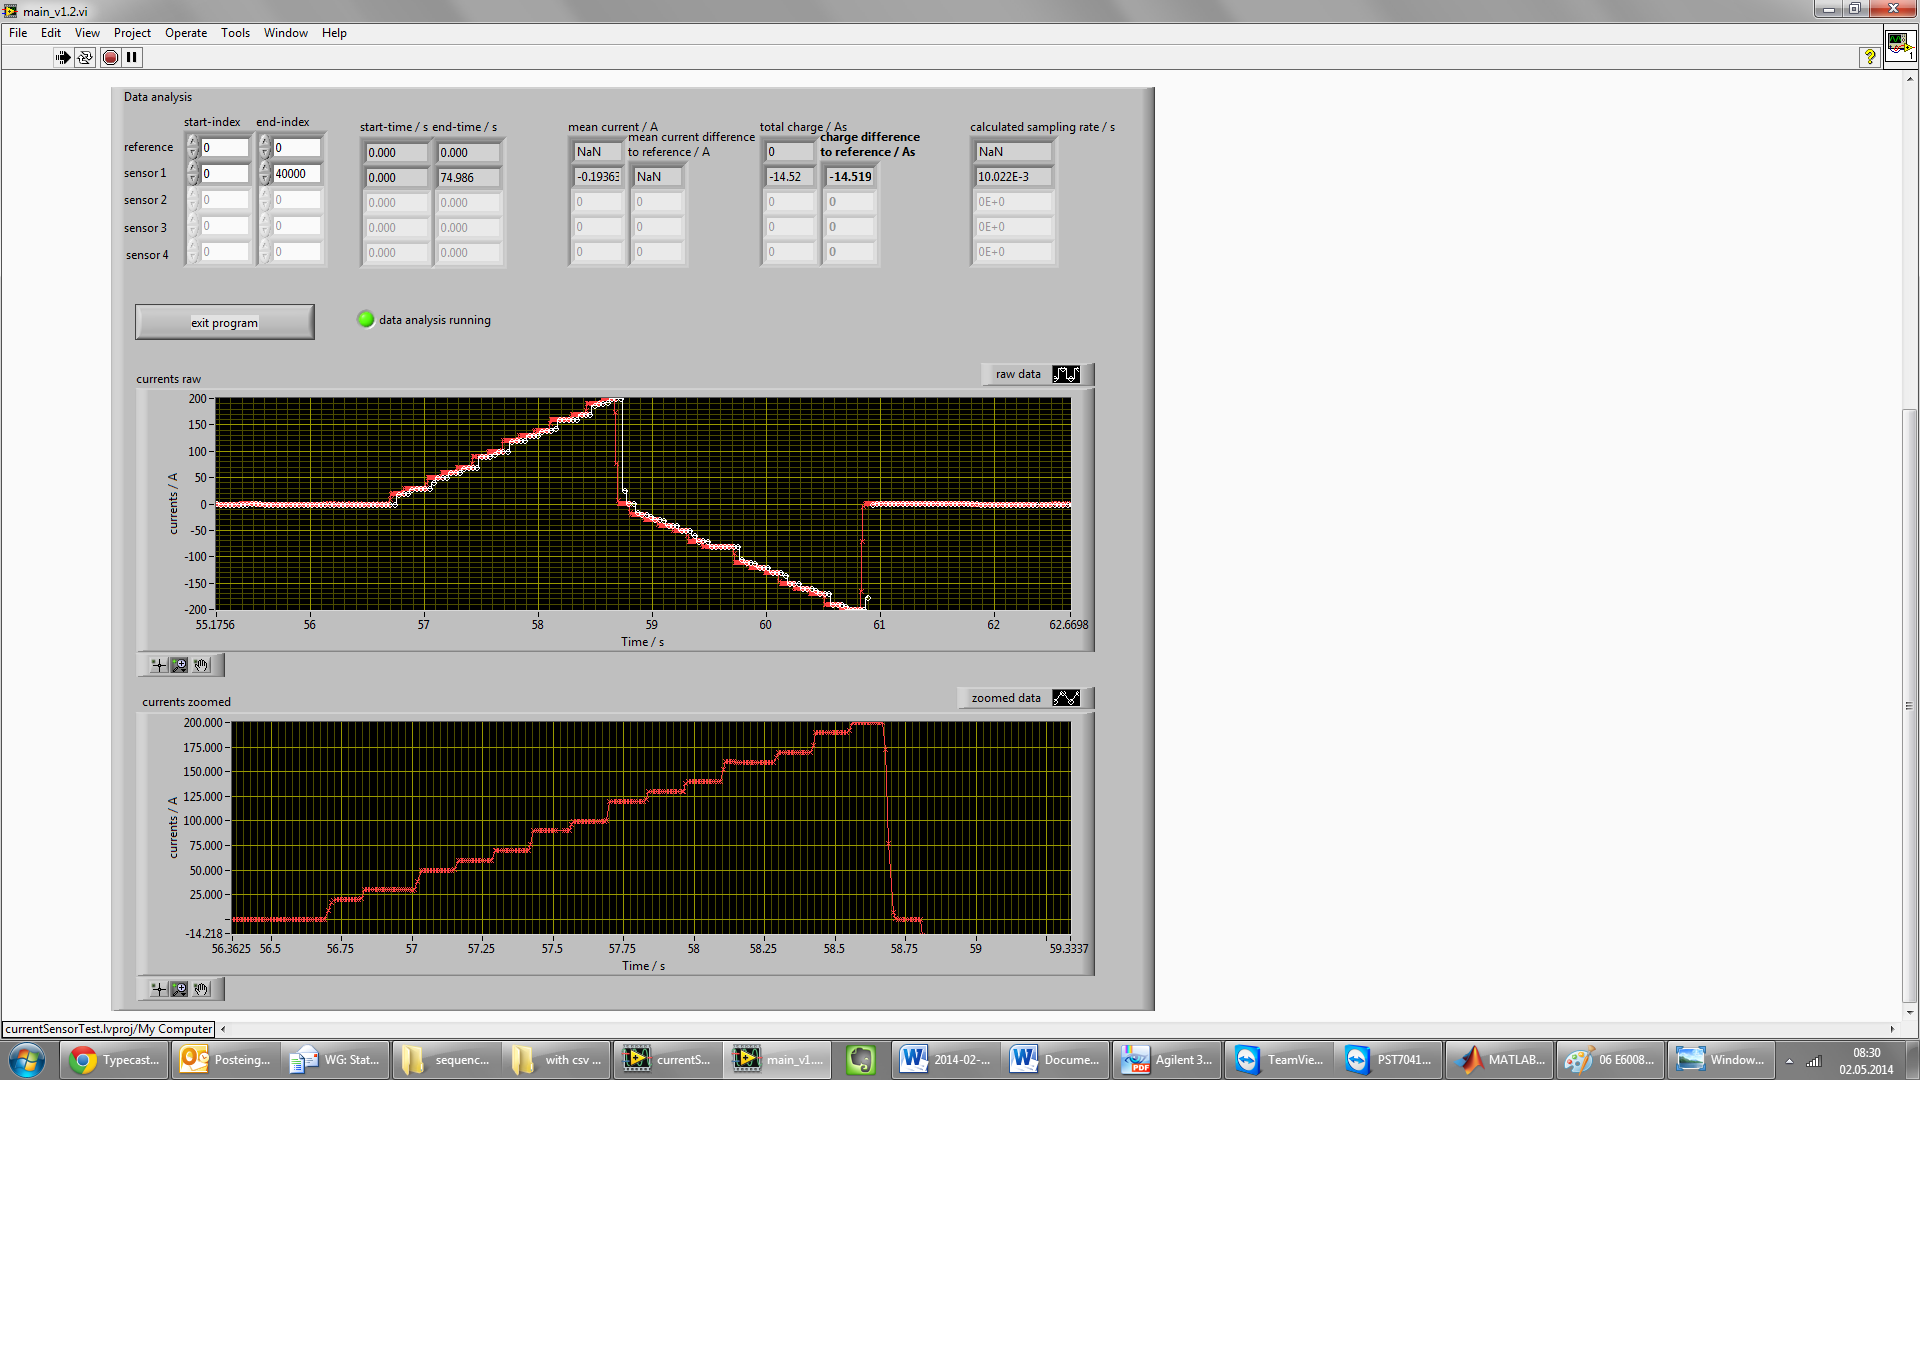 main_v1.2.vi
File Edit View Project Operate Tools Window Help
?
1
Data analysis
start-index end-index
start-time / s end-time / s
mean current / A
mean current difference to reference / A
total charge / As
charge difference to reference / As
calculated sampling rate / s
reference 0 0 0.000 0.000 NaN 0 NaN
sensor 1 0 40000 0.000 74.986 -0.1936 NaN -14.52 -14.519 10.022E-3
sensor 2 0 0 0.000 0.000 0 0 0 0 0E+0
sensor 3 0 0 0.000 0.000 0 0 0 0 0E+0
sensor 4 0 0 0.000 0.000 0 0 0 0 0E+0
exit program
data analysis running
currents raw
raw data
currents / A
200
150
100
50
0
-50
-100
-150
-200
55.1756 56 57 58 59 60 61 62 62.6698
Time / s
currents zoomed
zoomed data
currents / A
200.000
175.000
150.000
125.000
100.000
75.000
50.000
25.000
-14.218
56.3625 56.5 56.75 57 57.25 57.5 57.75 58 58.25 58.5 58.75 59 59.3337
Time / s
currentSensorTest.lvproj/My Computer
Typecast... Posteing... WG: Stat... sequenc... with csv ... currentS... main_v1.... 2014-02-... Docume... Agilent 3... TeamVie... PST7041... MATLAB... 06 E6008... Window...
08:30
02.05.2014